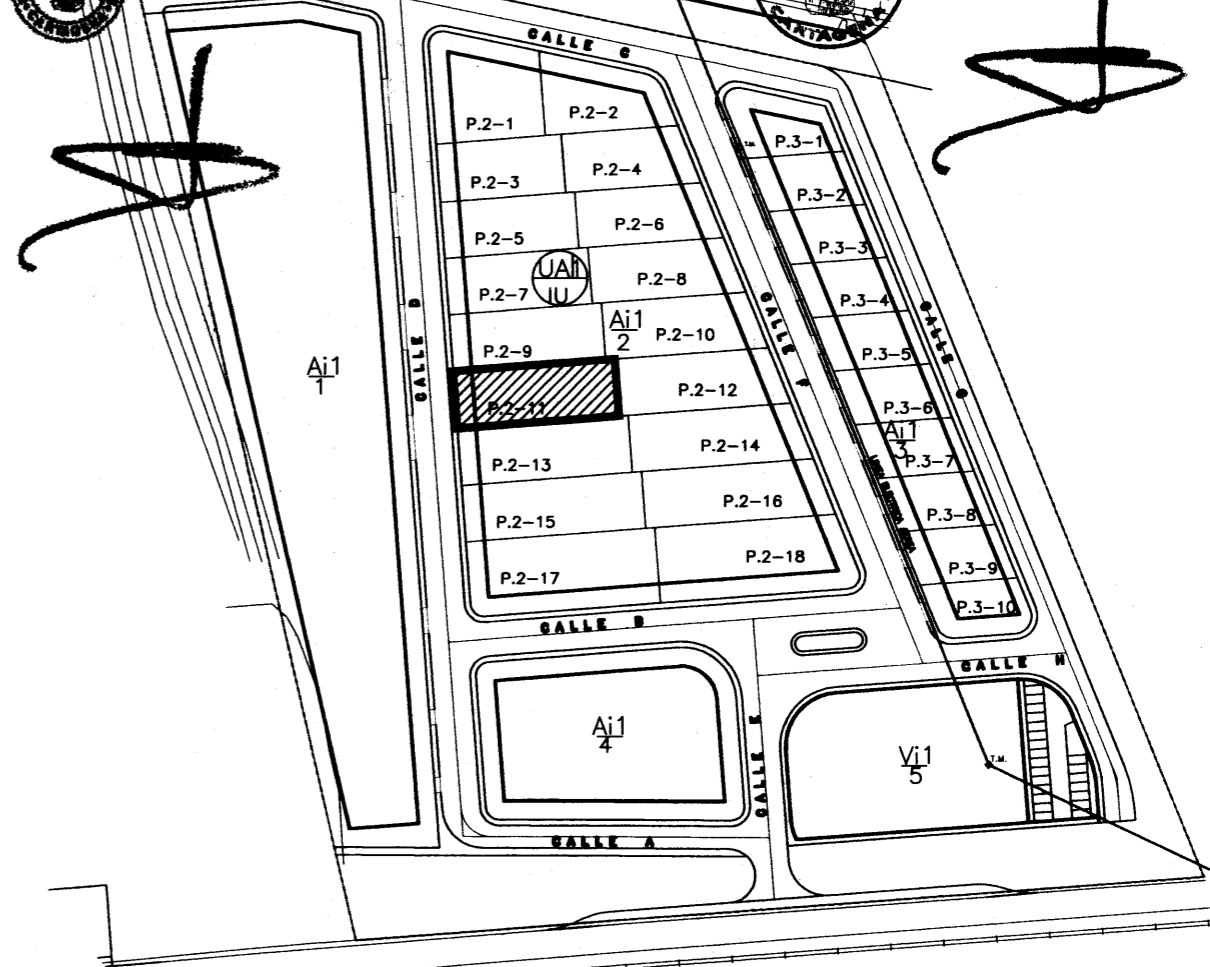 CARTAGENA
CALLE C
P.2-1
P.2-2
P.3-1
T.M.
P.2-3
P.2-4
P.3-2
P.2-5
P.2-6
P.3-3
UA1
IU
P.2-7
P.2-8
P.3-4
CALLE D
CALLE F
CALLE G
Ai1
2
P.2-9
P.2-10
P.3-5
Ai1
1
P.2-11
P.2-12
P.3-6
Ai1
3
P.2-13
P.2-14
P.3-7
P.2-15
P.2-16
P.3-8
P.2-17
P.2-18
P.3-9
P.3-10
CALLE B
CALLE H
Ai1
4
CALLE E
Vi1
5
T.M.
CALLE A